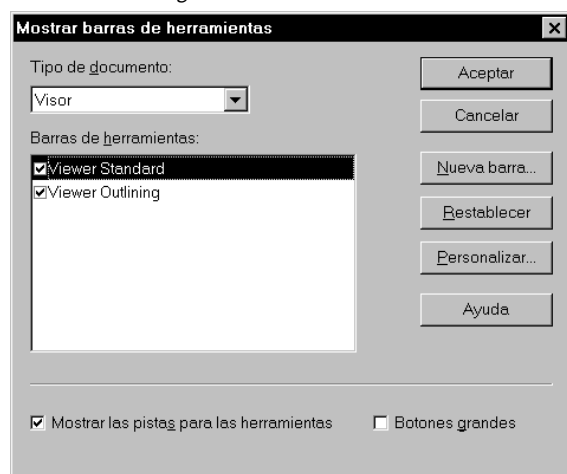 Mostrar barras de herramientas
Tipo de documento:
Visor
Barras de herramientas:
Viewer Standard
Viewer Outlining
Aceptar
Cancelar
Nueva barra...
Restablecer
Personalizar...
Ayuda
Mostrar las pistas para las herramientas
Botones grandes